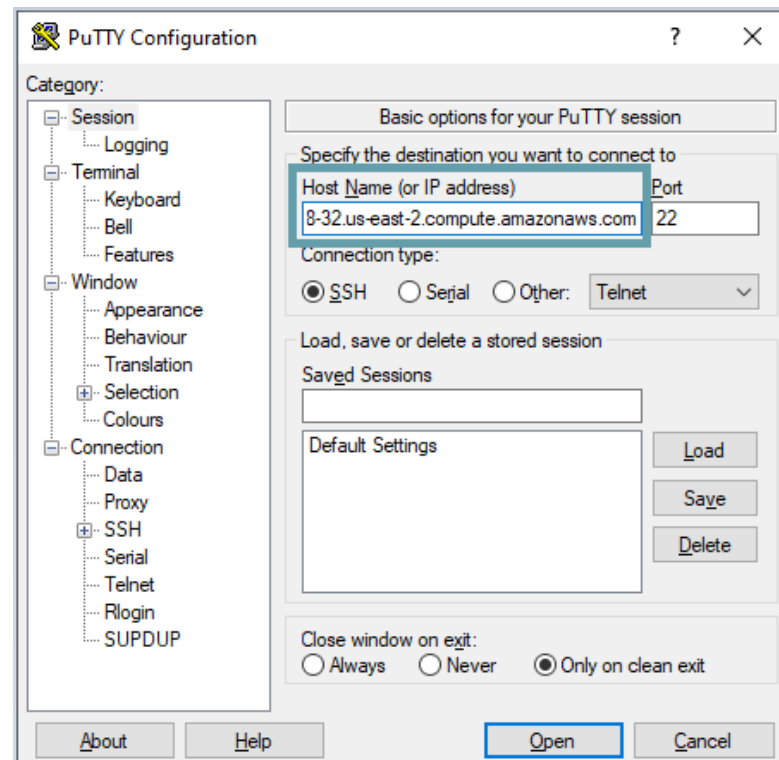 PuTTY Configuration
? 
Category:
Session
Logging
Terminal
Keyboard
Bell
Features
Window
Appearance
Behaviour
Translation
Selection
Colours
Connection
Data
Proxy
SSH
Serial
Telnet
Rlogin
SUPDUP
Basic options for your PuTTY session
Specify the destination you want to connect to
Host Name (or IP address) Port
8-32.us-east-2.compute.amazonaws.com 22
Connection type:
SSH Serial Other: Telnet
Load, save or delete a stored session
Saved Sessions
Default Settings
Load
Save
Delete
Close window on exit:
Always Never Only on clean exit
About Help Open Cancel